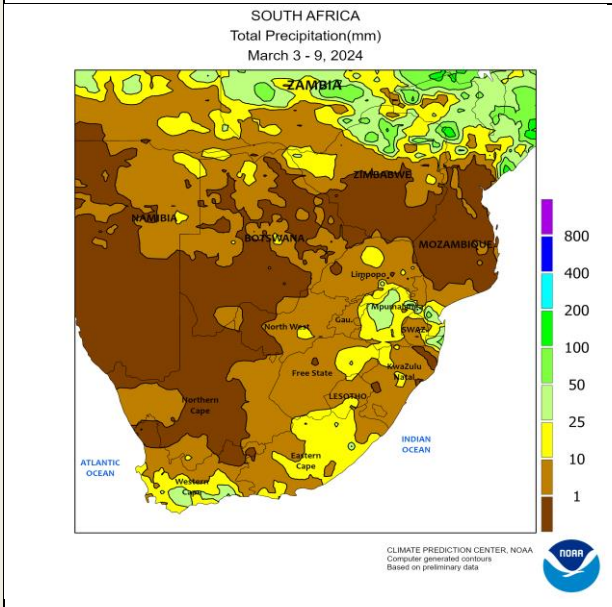 SOUTH AFRICA
Total Precipitation(mm)
March 3 - 9, 2024
ZAMBIA
ZIMBABWE
NAMIBIA
BOTSWANA
MOZAMBIQUE
Limpopo
North West
Gau.
SWAZ.
Free State
KwaZulu
Natal
LESOTHO
Northern
Cape
Eastern
Cape
Western
Cape
ATLANTIC
OCEAN
INDIAN
OCEAN
800
400
200
100
50
25
10
1
CLIMATE PREDICTION CENTER, NOAA
Computer generated contours
Based on preliminary data
NOAA